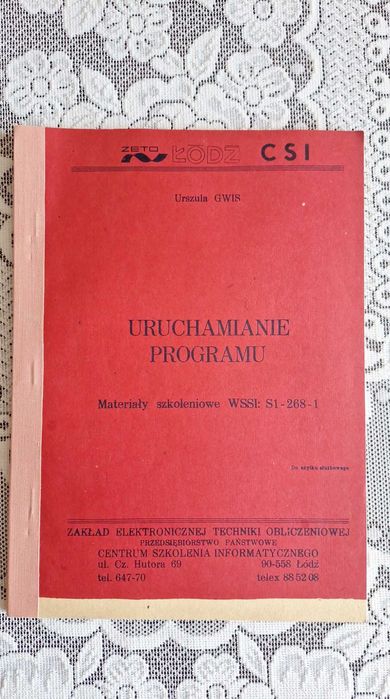 ZETO ŁÓDŹ CSI
Urszula GWIS
URUCHAMIANIE
PROGRAMU
Materiały szkoleniowe WSSI: S1-268-1
Do użytku służbowego
ZAKŁAD ELEKTRONICZNEJ TECHNIKI OBLICZENIOWEJ
PRZEDSIĘBIORSTWO PAŃSTWOWE
CENTRUM SZKOLENIA INFORMATYCZNEGO
ul. Cz. Hutora 69 90-558 Łódź
tel. 647-70 telex 88 52 08